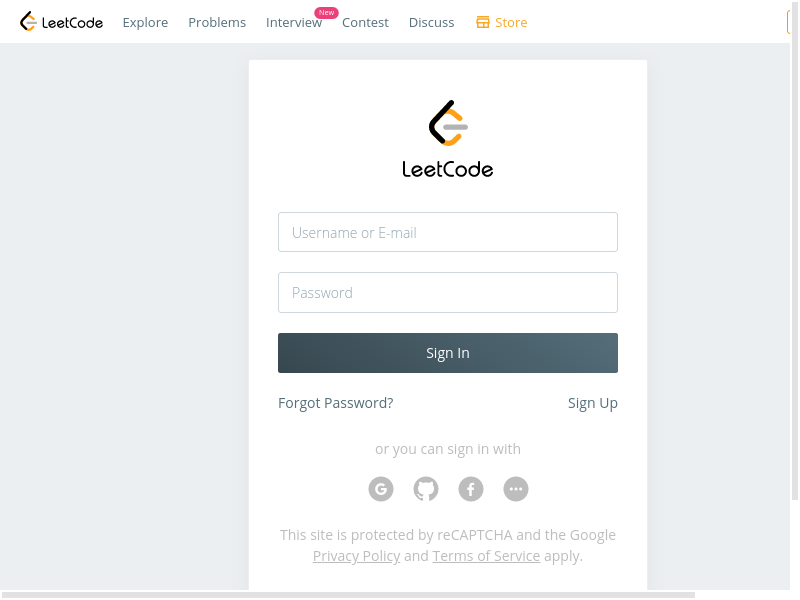 LeetCode Explore Problems Interview New Contest Discuss Store
LeetCode
Username or E-mail
Password
Sign In
Forgot Password? Sign Up
or you can sign in with
G f
This site is protected by reCAPTCHA and the Google
Privacy Policy and Terms of Service apply.